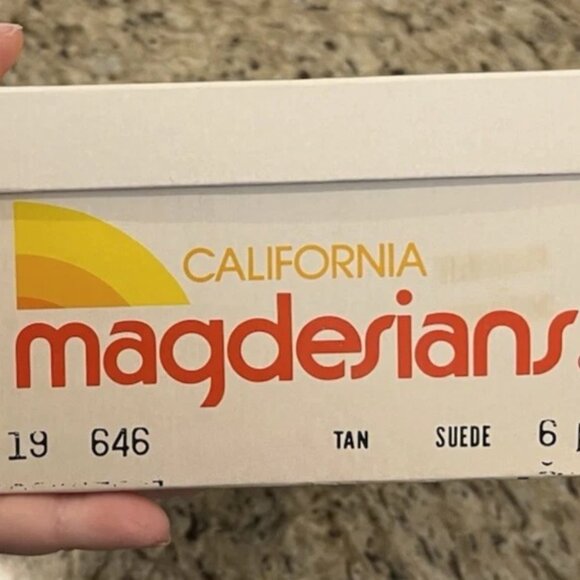 CALIFORNIA
magdesians
19 646 TAN SUEDE 6